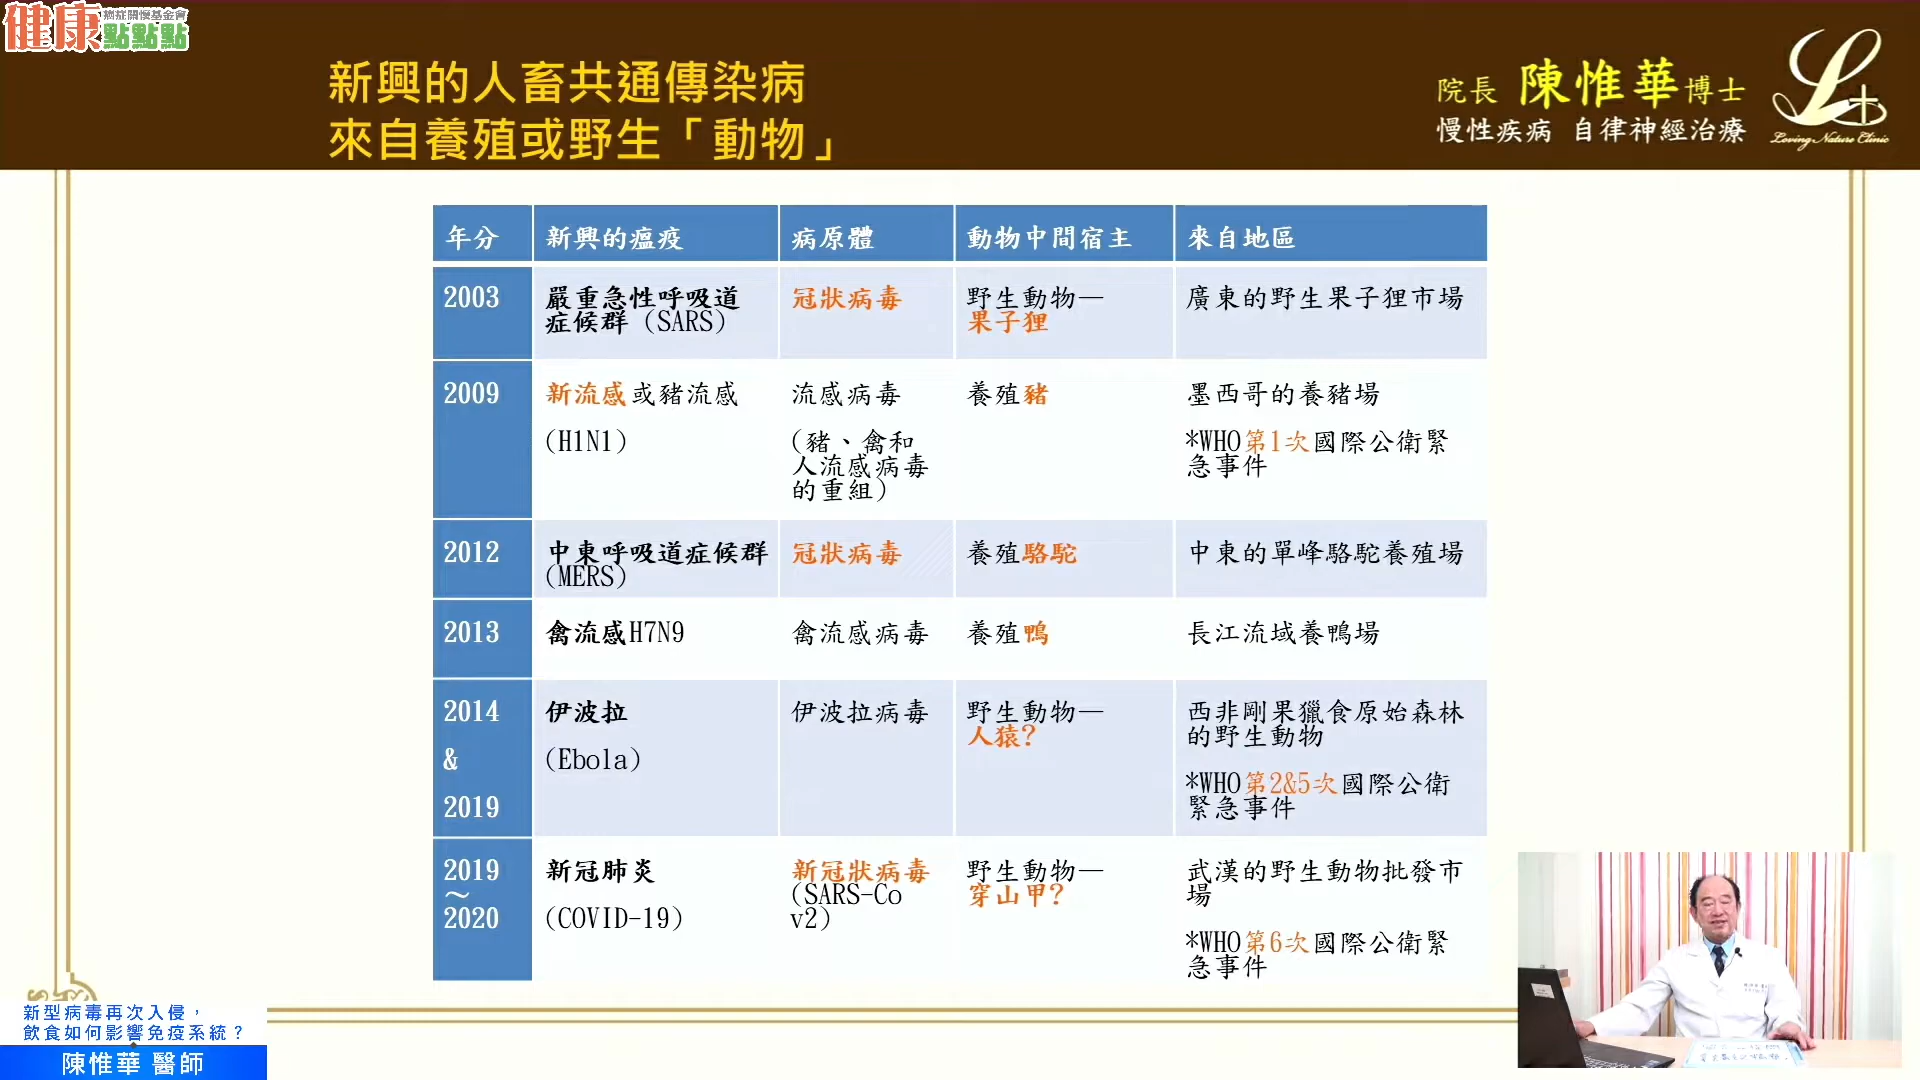 健康
癌症關懷基金會
點點點
新興的人畜共通傳染病
來自養殖或野生「動物」
院長 陳惟華博士
慢性疾病 自律神經治療
Loving Nature Clinic
年分 新興的瘟疫 病原體 動物中間宿主 來自地區
2003 嚴重急性呼吸道 冠狀病毒 野生動物— 廣東的野生果子狸市場
症候群（SARS） 果子狸
2009 新流感或豬流感 流感病毒 養殖豬 墨西哥的養豬場
(H1N1) (豬、禽和 *WHO第1次國際公衛緊
人流感病毒 急事件
的重組)
2012 中東呼吸道症候群 冠狀病毒 養殖駱駝 中東的單峰駱駝養殖場
(MERS)
2013 禽流感H7N9 禽流感病毒 養殖鴨 長江流域養鴨場
2014 伊波拉 伊波拉病毒 野生動物— 西非剛果獵食原始森林
人猿? 的野生動物
& (Ebola) *WHO第2&5次國際公衛
2019 緊急事件
2019 新冠肺炎 新冠狀病毒 野生動物— 武漢的野生動物批發市
～ (SARS-Co 穿山甲? 場
2020 (COVID-19) v2)
*WHO第6次國際公衛緊
急事件
新型病毒再次入侵，
飲食如何影響免疫系統？
陳惟華 醫師